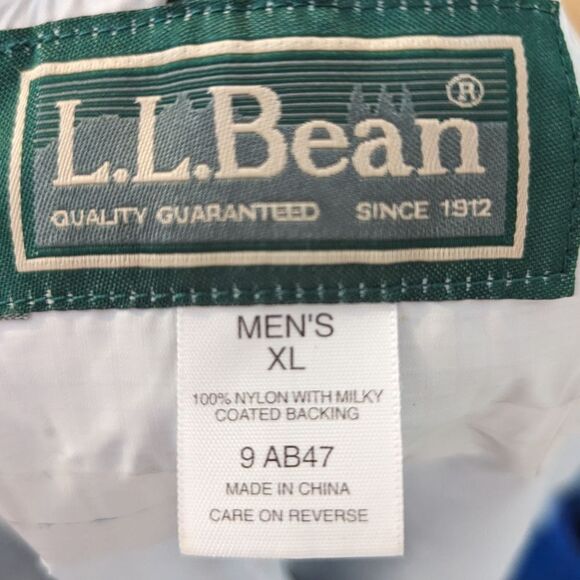 L.L.Bean®
QUALITY GUARANTEED SINCE 1912
MEN'S
XL
100% NYLON WITH MILKY
COATED BACKING
9 AB47
MADE IN CHINA
CARE ON REVERSE